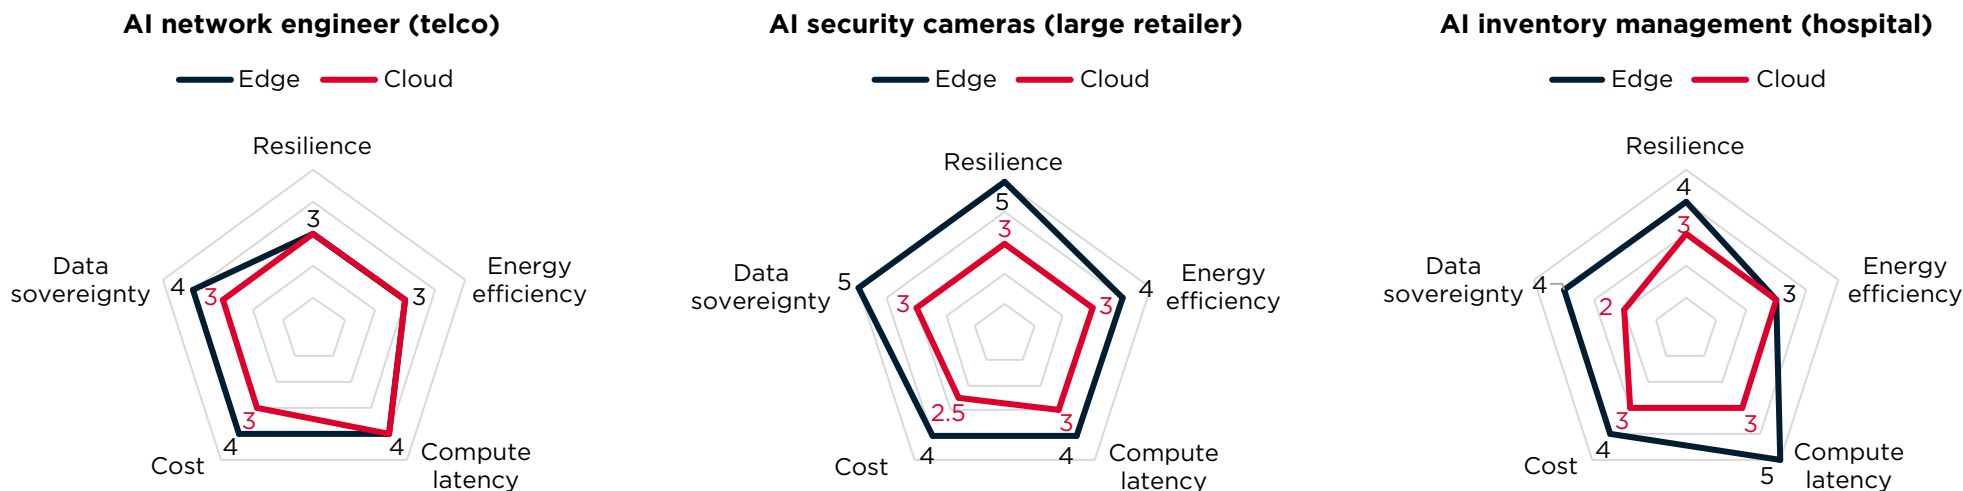 AI network engineer (telco)
Edge
Cloud
Resilience
3
Data
sovereignty
4
3
3
Energy
efficiency
3
4
4
Cost
Compute
latency
AI security cameras (large retailer)
Edge
Cloud
Resilience
5
3
Data
sovereignty
5
3
3
4
Energy
efficiency
2.5
4
3
4
Cost
Compute
latency
AI inventory management (hospital)
Edge
Cloud
Resilience
4
3
Data
sovereignty
4
2
3
Energy
efficiency
3
4
3
5
Cost
Compute
latency